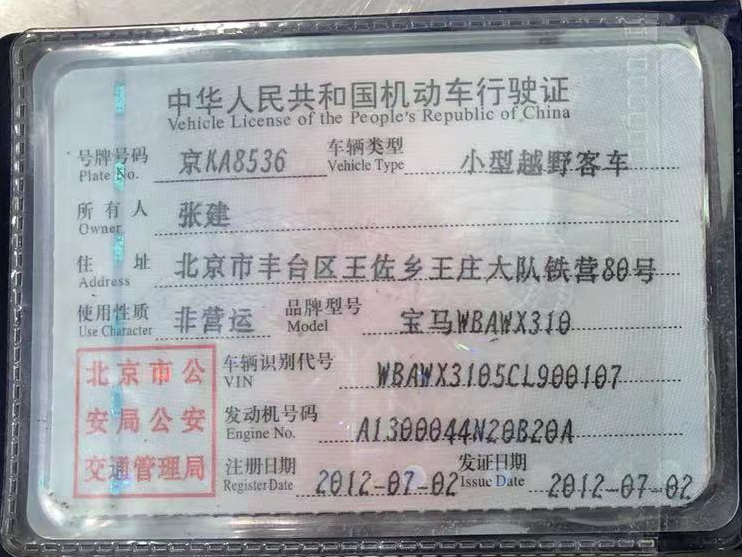 中华人民共和国机动车行驶证
Vehicle License of the People's Republic of China
号牌号码 京KA8536 车辆类型 小型越野客车
Plate No. Vehicle Type
所有人 张建
Owner
住址 北京市丰台区王佐乡王庄大队铁营80号
Address
使用性质 非营运 品牌型号 宝马WBAWX310
Use Character Model
北京市公 车辆识别代号 WBAWX3105CL900107
VIN
安局公安 发动机号码 A1300044N20B20A
Engine No.
交通管理局 注册日期 2012-07-02 发证日期 2012-07-02
Register Date Issue Date